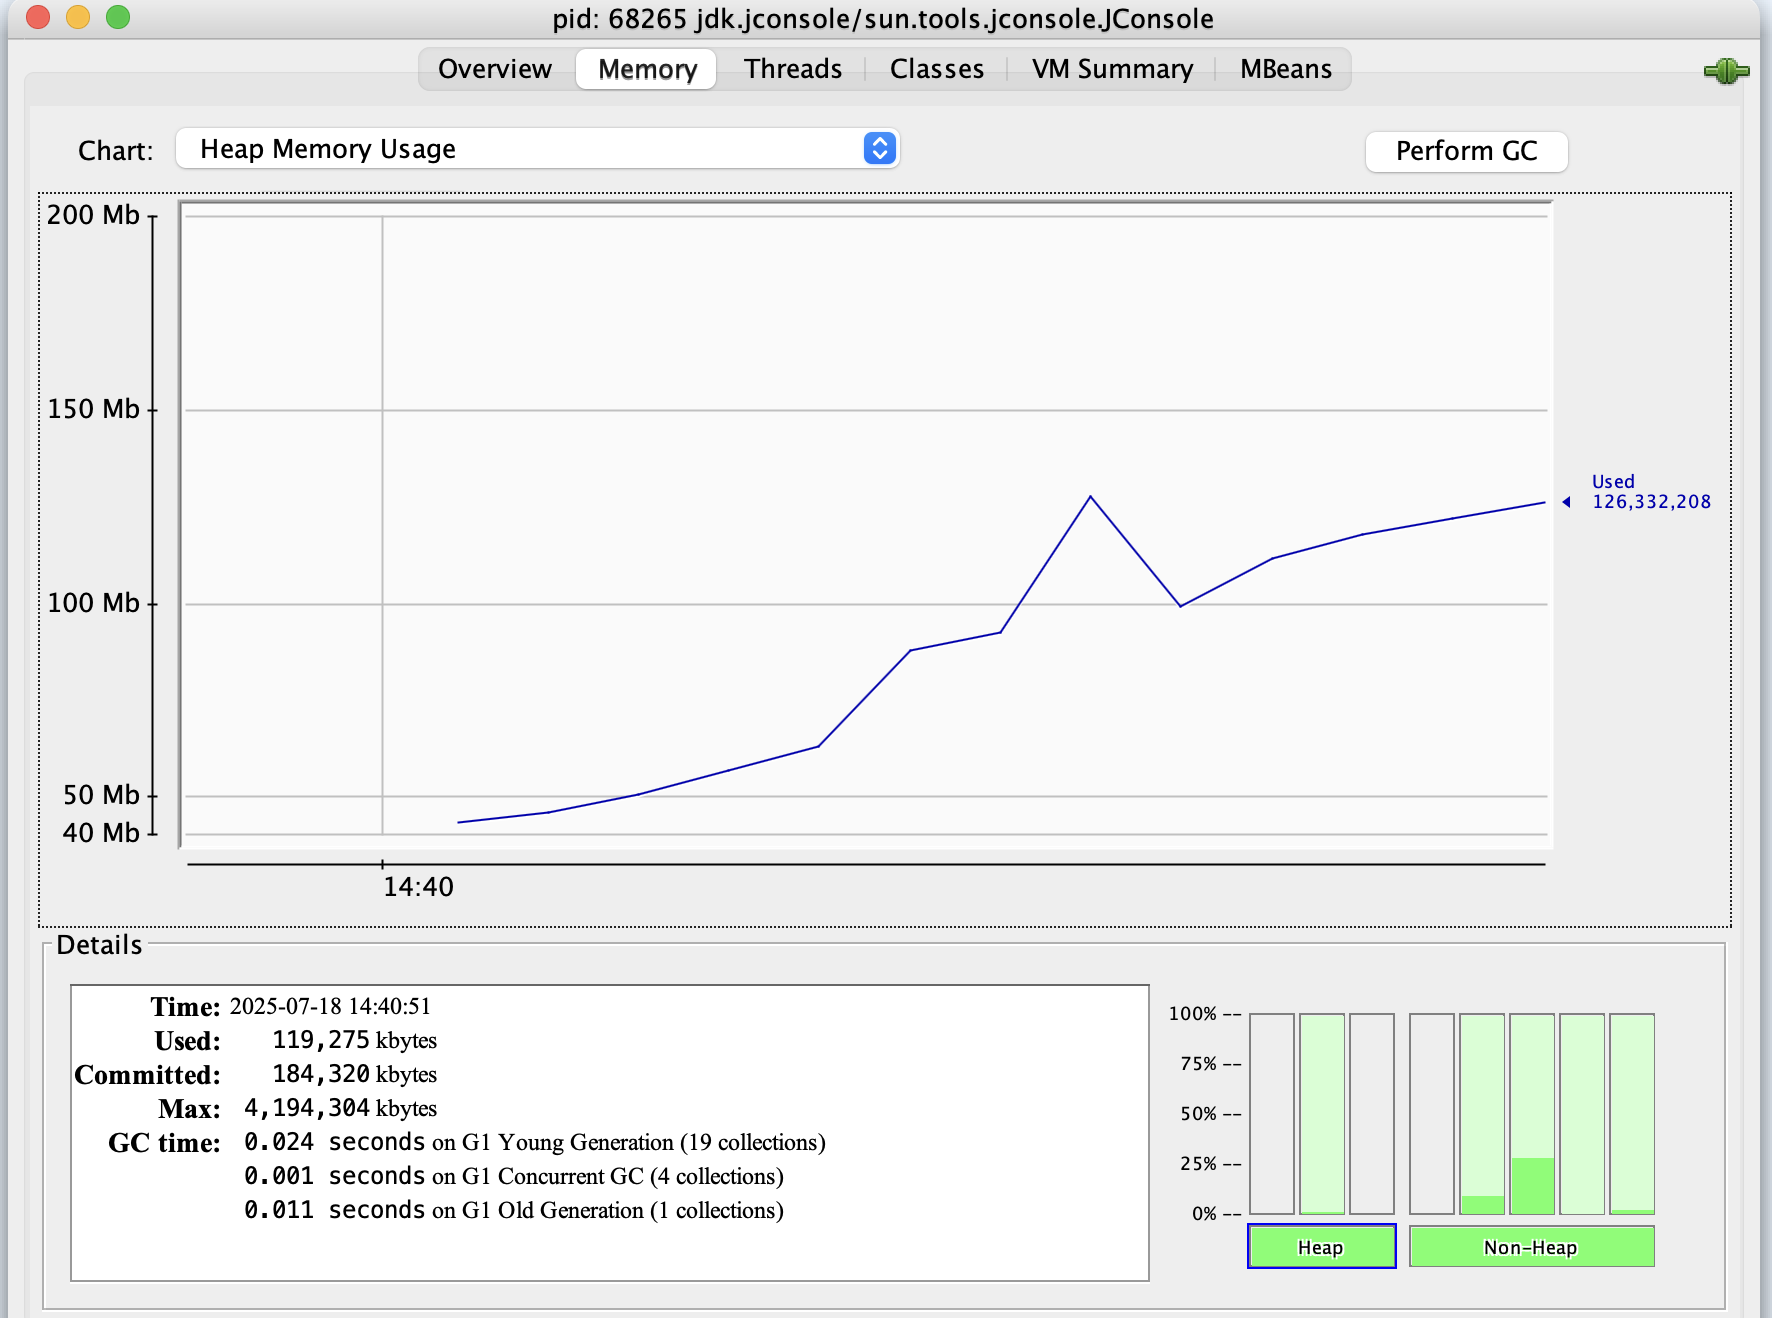 pid: 68265 jdk.jconsole/sun.tools.jconsole.JConsole
Overview Memory Threads Classes VM Summary MBeans
Chart: Heap Memory Usage Perform GC
200 Mb
150 Mb
Used
126,332,208
100 Mb
50 Mb
40 Mb
14:40
Details
Time: 2025-07-18 14:40:51
Used: 119,275 kbytes
Committed: 184,320 kbytes
Max: 4,194,304 kbytes
GC time: 0.024 seconds on G1 Young Generation (19 collections)
0.001 seconds on G1 Concurrent GC (4 collections)
0.011 seconds on G1 Old Generation (1 collections)
100% --
75% --
50% --
25% --
0% --
Heap Non-Heap